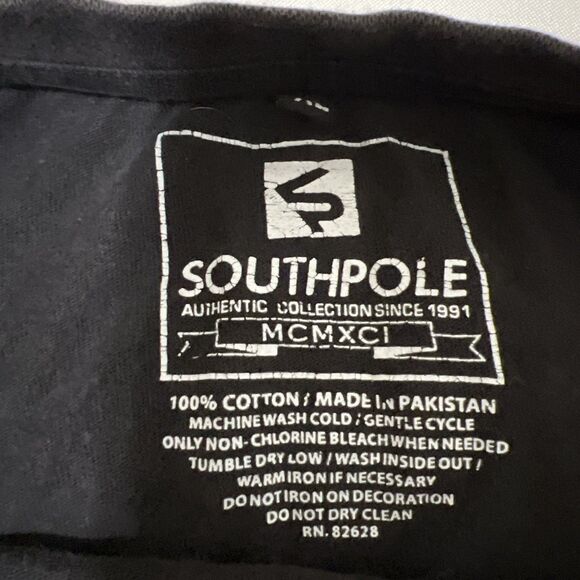 SOUTHPOLE
AUTHENTIC COLLECTION SINCE 1991
MCMXCI
100% COTTON / MADE IN PAKISTAN
MACHINE WASH COLD / GENTLE CYCLE
ONLY NON- CHLORINE BLEACH WHEN NEEDED
TUMBLE DRY LOW / WASH INSIDE OUT /
WARM IRON IF NECESSARY
DO NOT IRON ON DECORATION
DO NOT DRY CLEAN
RN. 82628